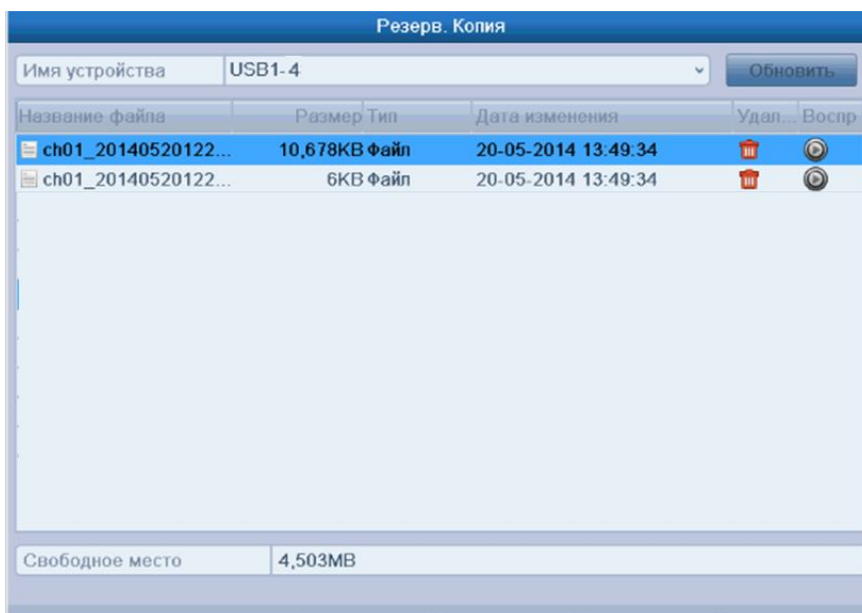 Резерв. Копия
Имя устройства USB1-4 Обновить
Название файла Размер Тип Дата изменения Удал... Воспр
ch01_20140520122... 10,678KB Файл 20-05-2014 13:49:34
ch01_20140520122... 6KB Файл 20-05-2014 13:49:34
Свободное место 4,503MB